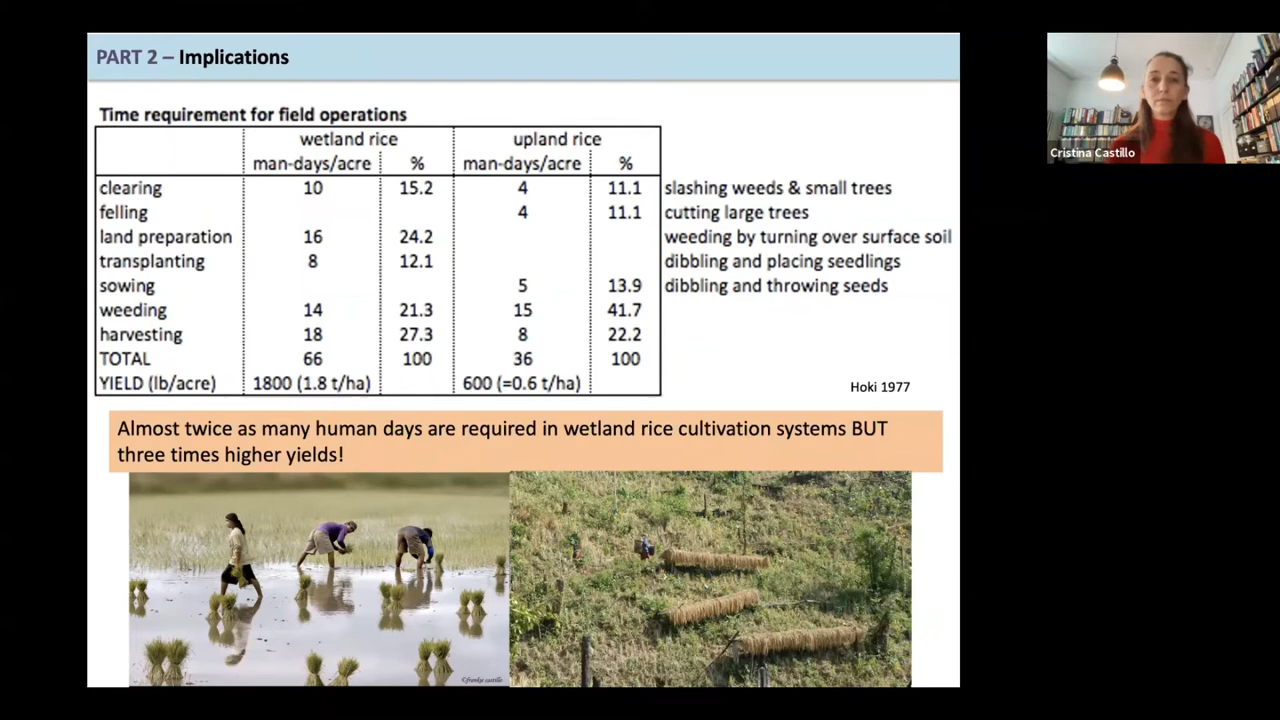 PART 2 – Implications
Cristina Castillo
Time requirement for field operations
wetland rice upland rice
man-days/acre % man-days/acre %
clearing 10 15.2 4 11.1 slashing weeds & small trees
felling 4 11.1 cutting large trees
land preparation 16 24.2 weeding by turning over surface soil
transplanting 8 12.1 dibbling and placing seedlings
sowing 5 13.9 dibbling and throwing seeds
weeding 14 21.3 15 41.7
harvesting 18 27.3 8 22.2
TOTAL 66 100 36 100
YIELD (lb/acre) 1800 (1.8 t/ha) 600 (=0.6 t/ha)
Hoki 1977
Almost twice as many human days are required in wetland rice cultivation systems BUT
three times higher yields!
©frankie castillo